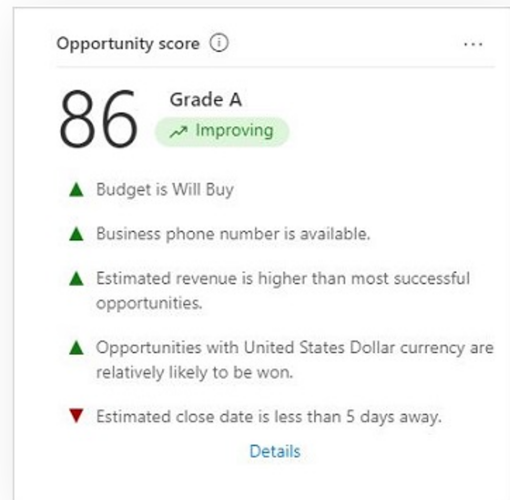 Opportunity score
86
Grade A
Improving
Budget is Will Buy
Business phone number is available.
Estimated revenue is higher than most successful
opportunities.
Opportunities with United States Dollar currency are
relatively likely to be won.
Estimated close date is less than 5 days away.
Details